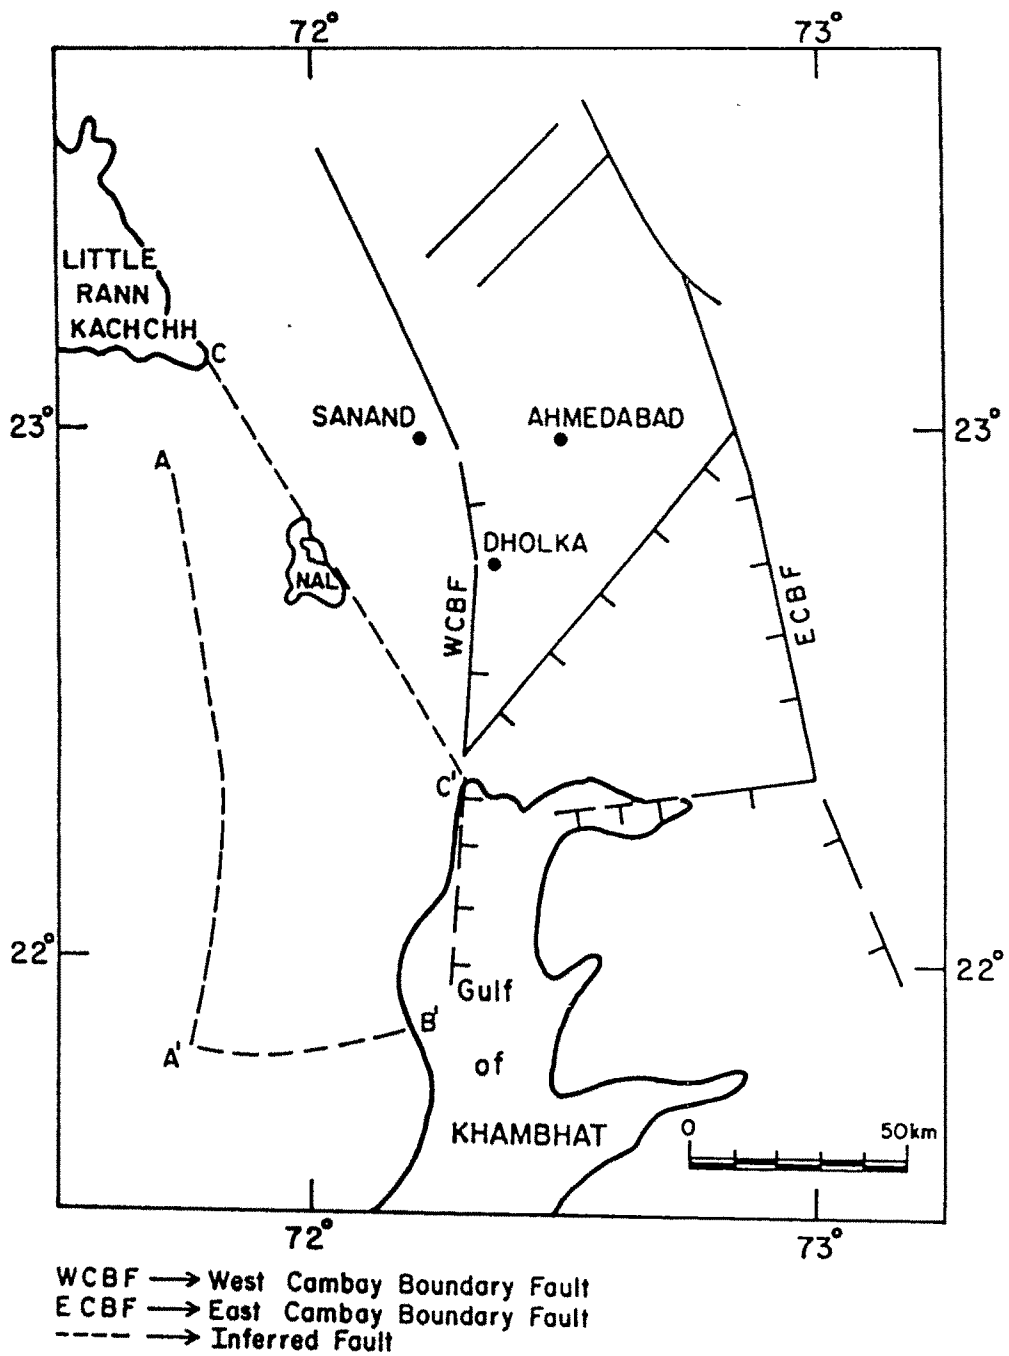 72°
73°
LITTLE
RANN
KACHCHH
C
SANAND
AHMEDABAD
23°
23°
A
DHOLKA
NAL
WCBF
ECBF
C'
22°
22°
Gulf
B'
A'
of
KHAMBHAT
0
50km
72°
73°
WCBF → West Cambay Boundary Fault
ECBF → East Cambay Boundary Fault
---- → Inferred Fault